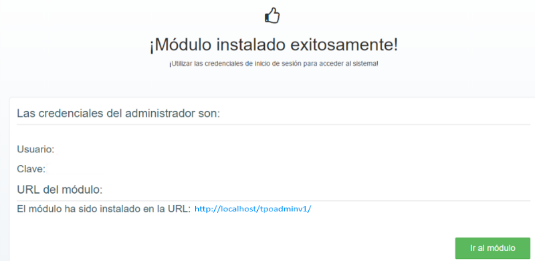 ¡Módulo instalado exitosamente!
¡Utilizar las credenciales de inicio de sesión para acceder al sistema!
Las credenciales del administrador son:
Usuario:
Clave:
URL del módulo:
El módulo ha sido instalado en la URL: http://localhost/tpoadminv1/
Ir al módulo